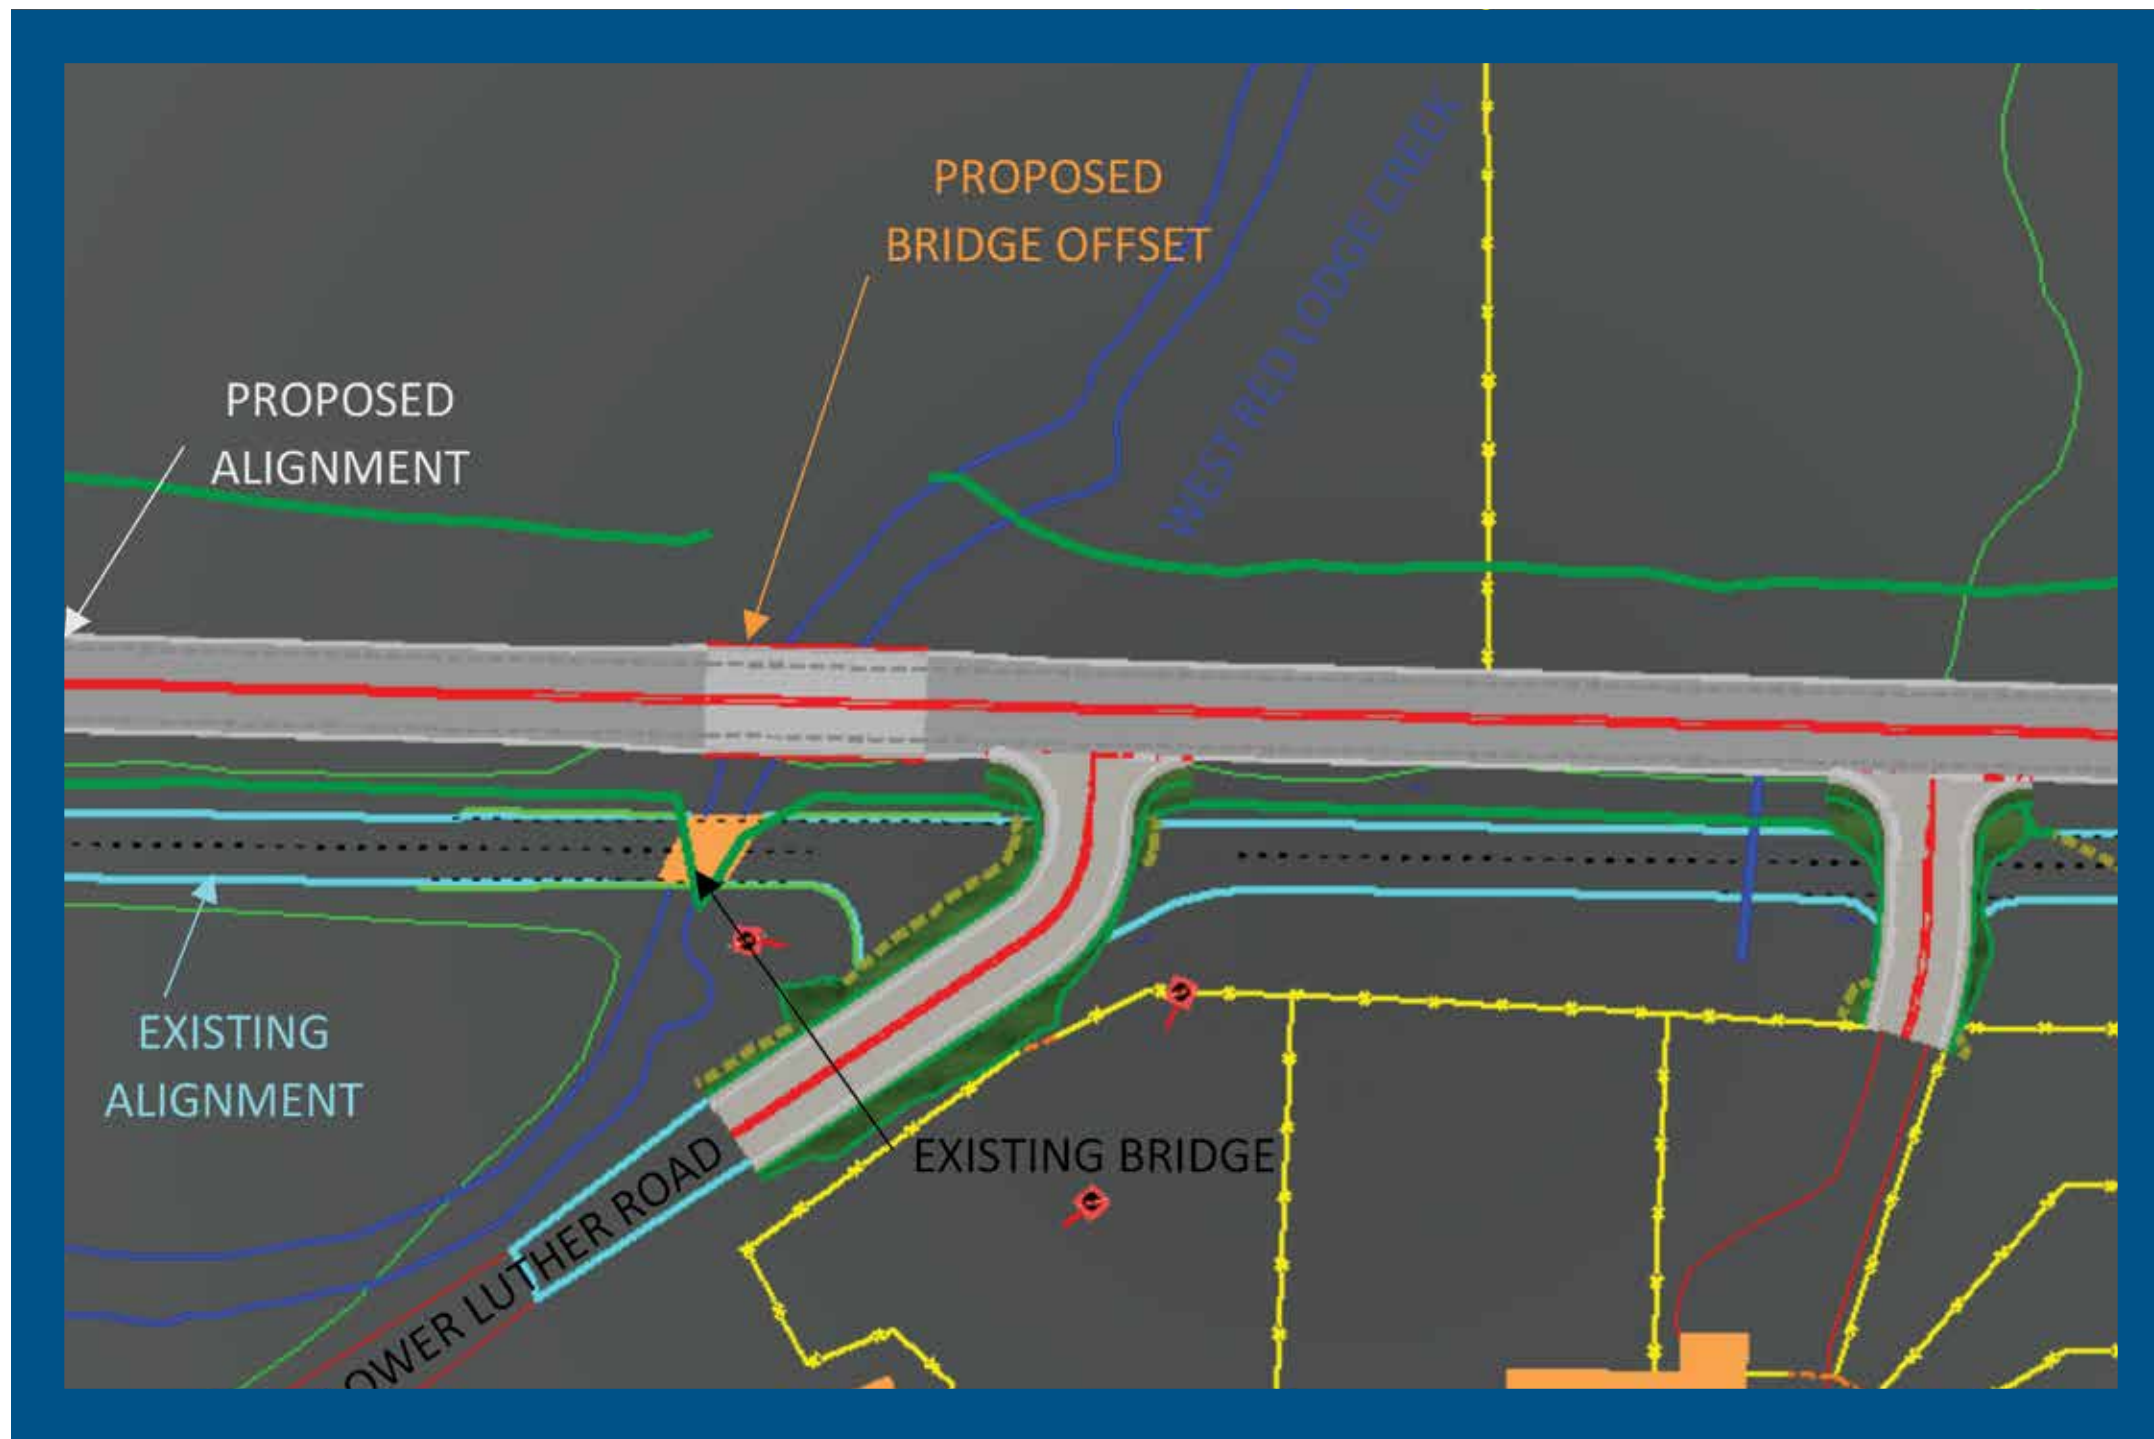 PROPOSED
BRIDGE OFFSET
WEST RED LODGE CREEK
PROPOSED
ALIGNMENT
EXISTING
ALIGNMENT
EXISTING BRIDGE
OWER LUTHER ROAD